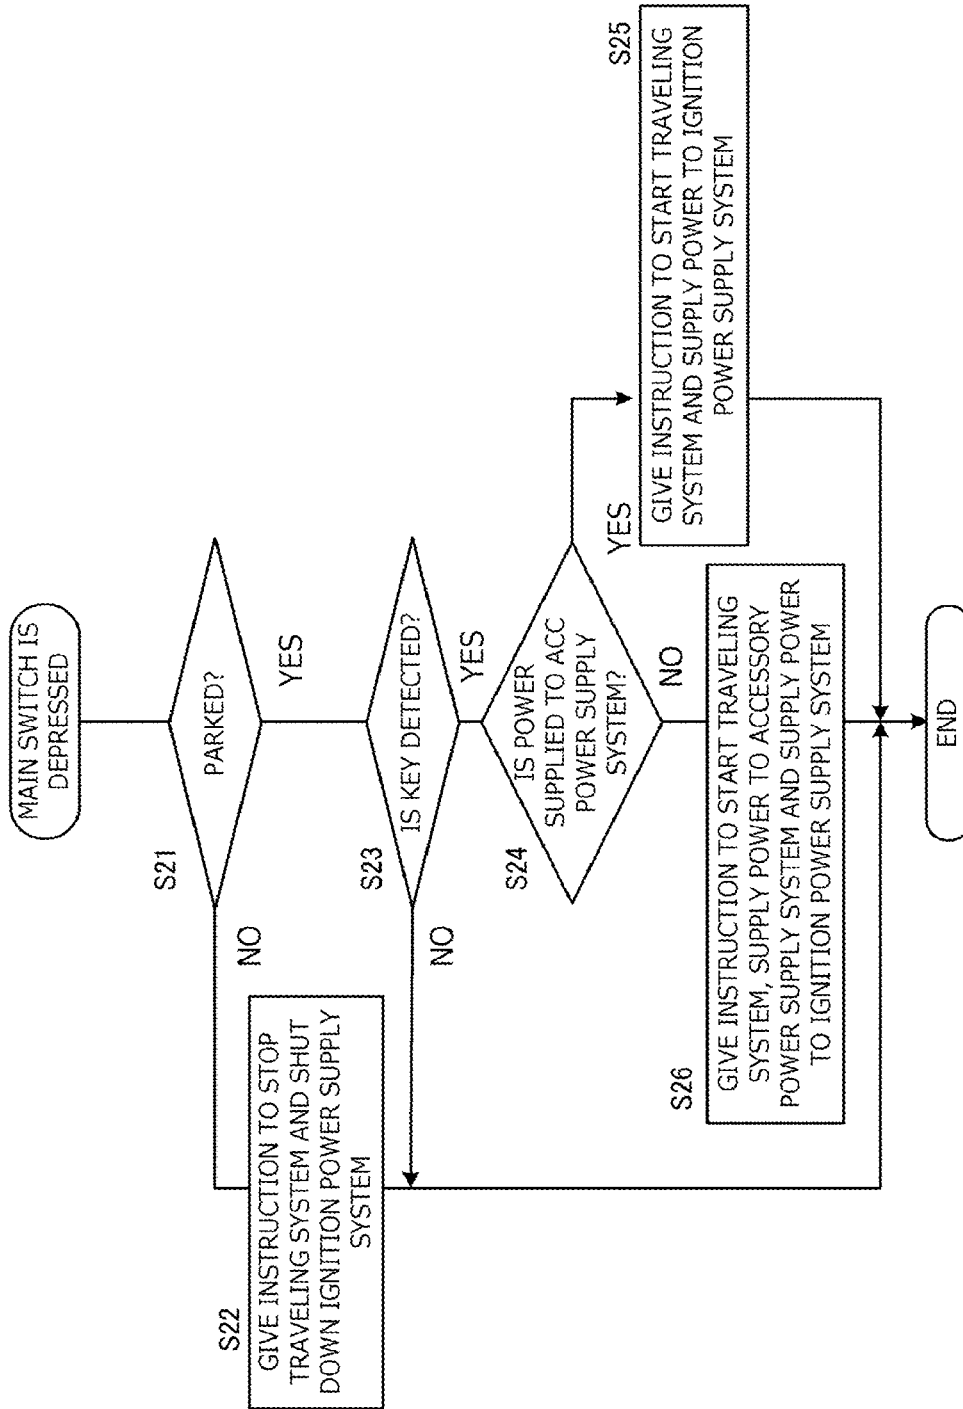 MAIN SWITCH IS
DEPRESSED
S21
PARKED?
NO
YES
S22
GIVE INSTRUCTION TO STOP
TRAVELING SYSTEM AND SHUT
DOWN IGNITION POWER SUPPLY
SYSTEM
S23
IS KEY DETECTED?
NO
YES
S24
IS POWER
SUPPLIED TO ACC
POWER SUPPLY
SYSTEM?
YES
NO
S25
GIVE INSTRUCTION TO START TRAVELING
SYSTEM AND SUPPLY POWER TO IGNITION
POWER SUPPLY SYSTEM
S26
GIVE INSTRUCTION TO START TRAVELING
SYSTEM, SUPPLY POWER TO ACCESSORY
POWER SUPPLY SYSTEM AND SUPPLY POWER
TO IGNITION POWER SUPPLY SYSTEM
END